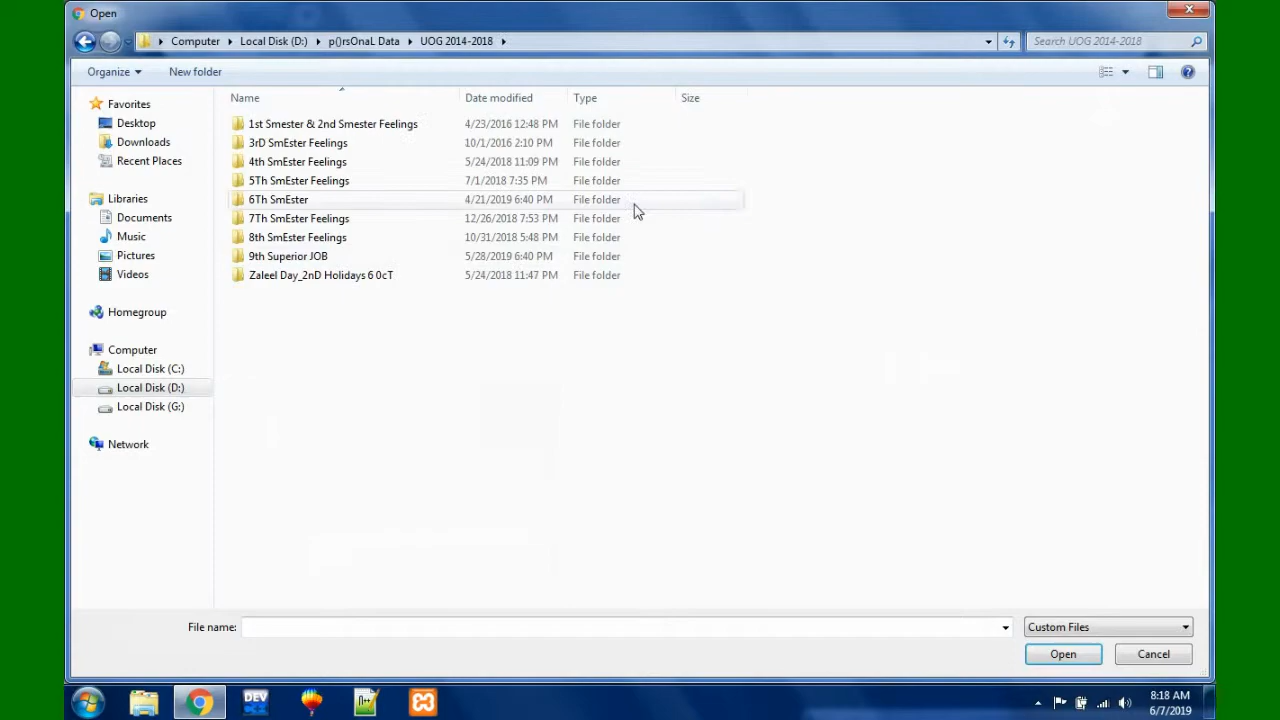 Open
Computer Local Disk (D:) p()rsOnaL Data UOG 2014-2018 Search UOG 2014-2018
Organize New folder
Name Date modified Type Size
Favorites
Desktop
Downloads
Recent Places
Libraries
Documents
Music
Pictures
Videos
Homegroup
Computer
Local Disk (C:)
Local Disk (D:)
Local Disk (G:)
Network
1st Smester & 2nd Smester Feelings 4/23/2016 12:48 PM File folder
3rD SmEster Feelings 10/1/2016 2:10 PM File folder
4th SmEster Feelings 5/24/2018 11:09 PM File folder
5Th SmEster Feelings 7/1/2018 7:35 PM File folder
6Th SmEster 4/21/2019 6:40 PM File folder
7Th SmEster Feelings 12/26/2018 7:53 PM File folder
8th SmEster Feelings 10/31/2018 5:48 PM File folder
9th Superior JOB 5/28/2019 6:40 PM File folder
Zaleel Day_2nD Holidays 6 0cT 5/24/2018 11:47 PM File folder
File name: Custom Files
Open Cancel
DEV
N++
8:18 AM
6/7/2019